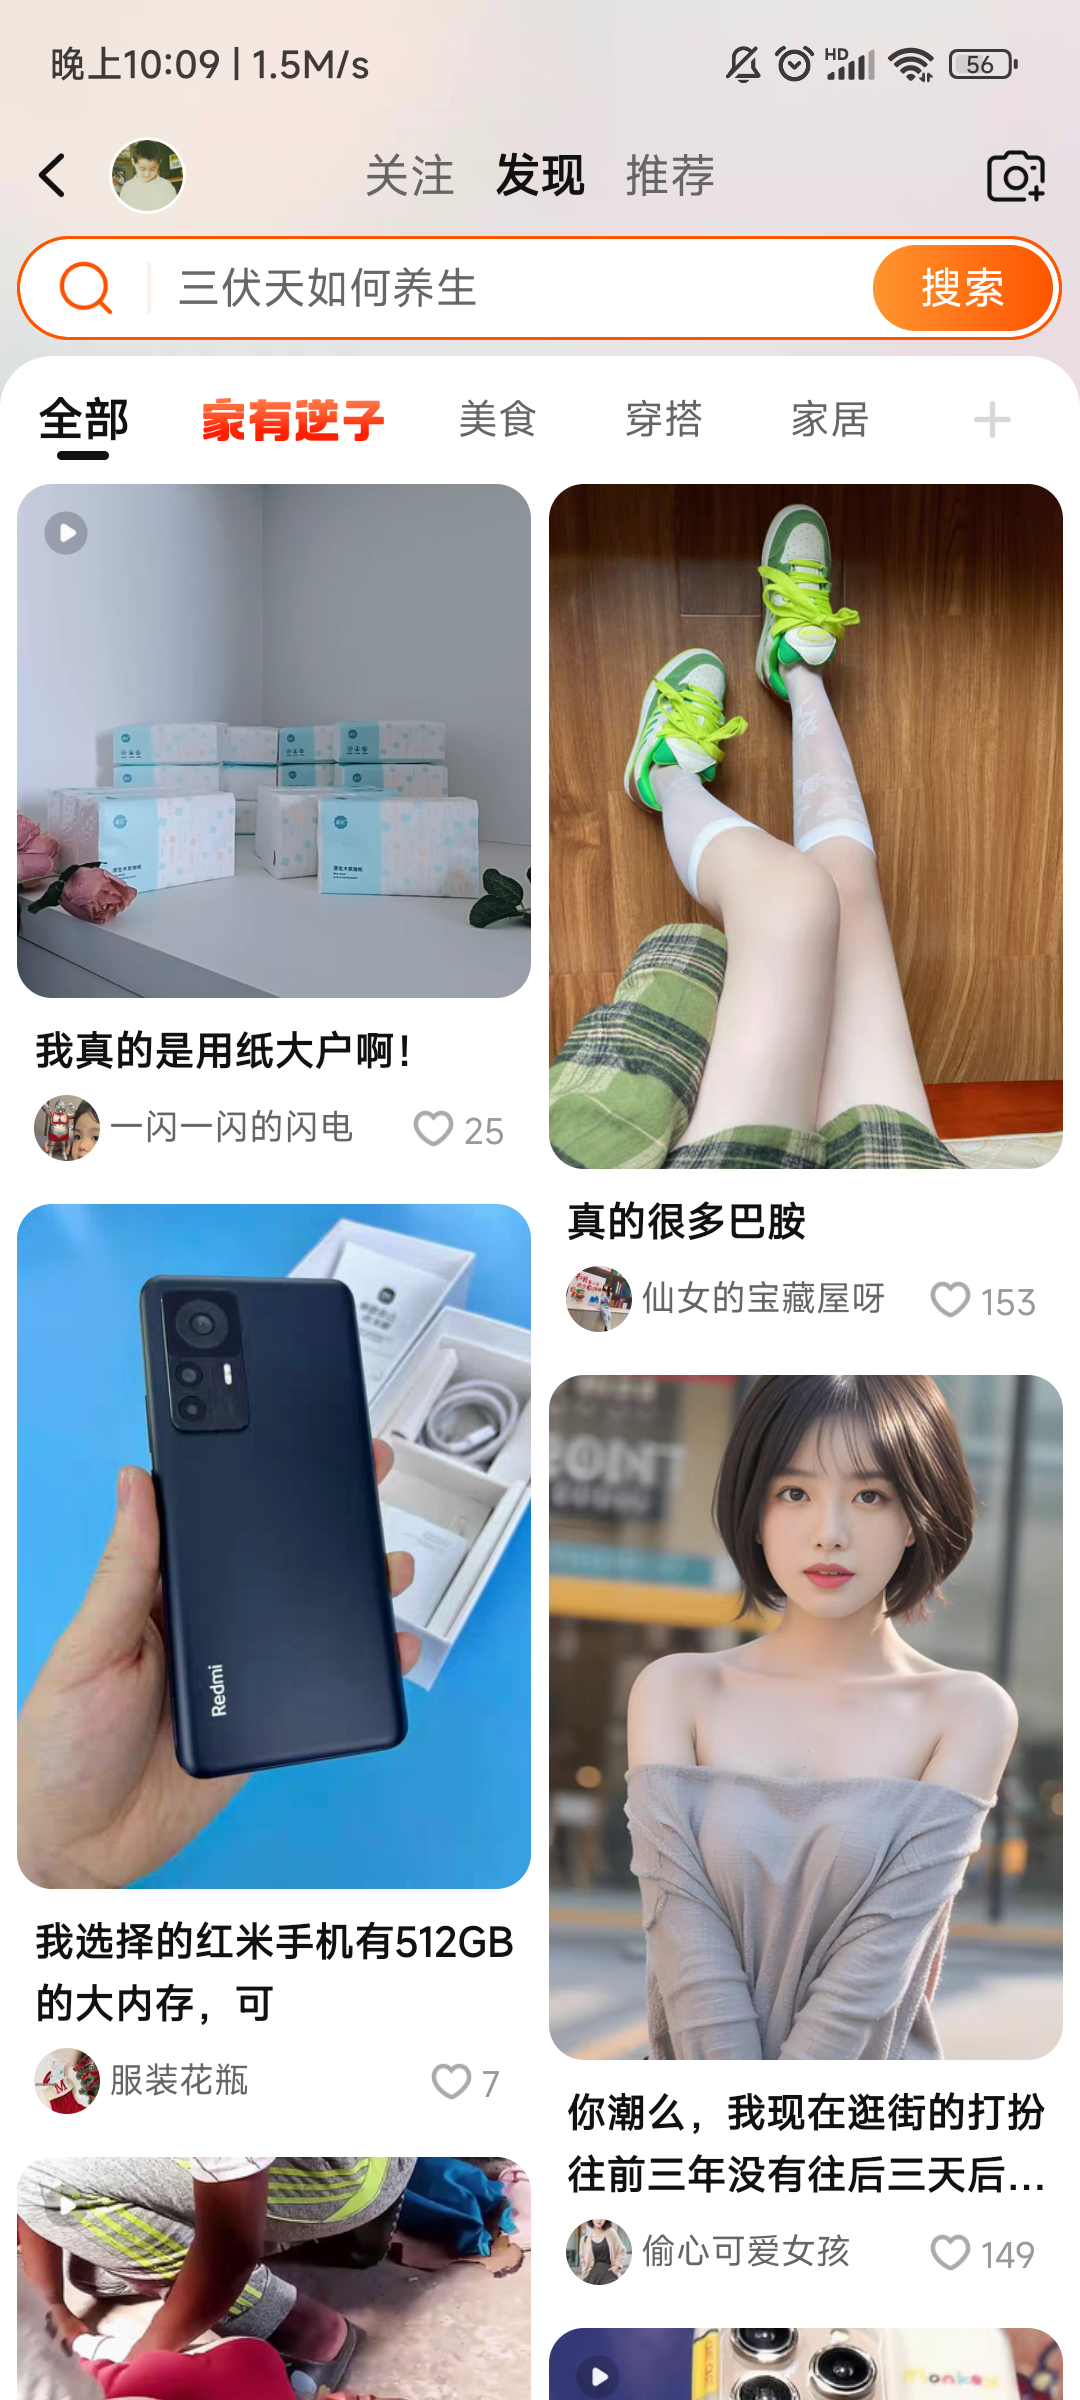 晚上10:09 | 1.5M/s
HD
56
关注 发现 推荐
三伏天如何养生
搜索
全部 家有逆子 美食 穿搭 家居
我真的是用纸大户啊！
一闪一闪的闪电
25
真的很多巴胺
仙女的宝藏屋呀
153
Redmi
我选择的红米手机有512GB
的大内存，可
服装花瓶
7
你潮么，我现在逛街的打扮
往前三年没有往后三天后...
偷心可爱女孩
149
monkey